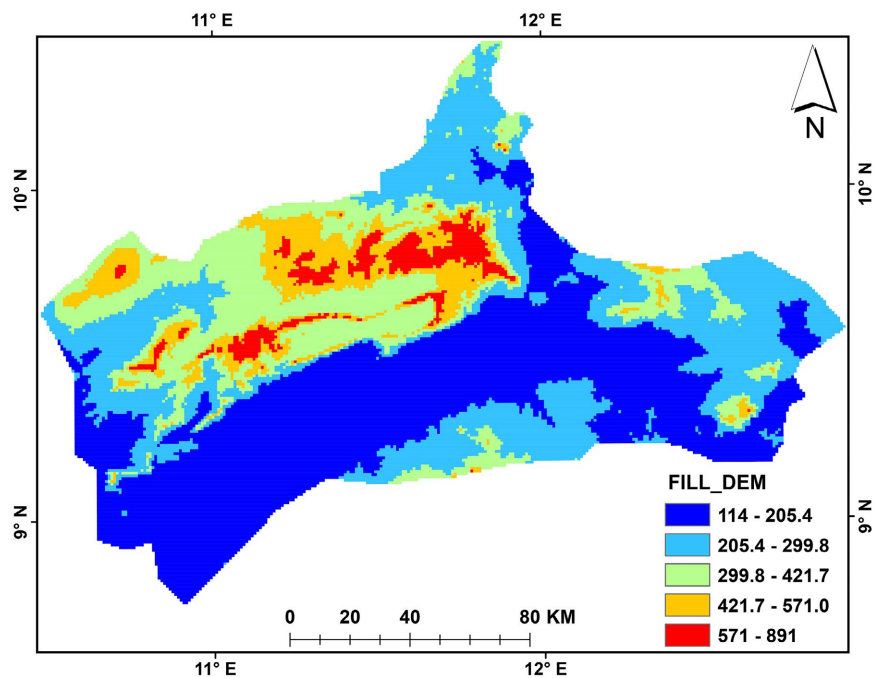 11° E 12° E
N
10° N 10° N
9° N 9° N
FILL_DEM
114 - 205.4
205.4 - 299.8
299.8 - 421.7
421.7 - 571.0
571 - 891
0 20 40 80 KM
11° E 12° E